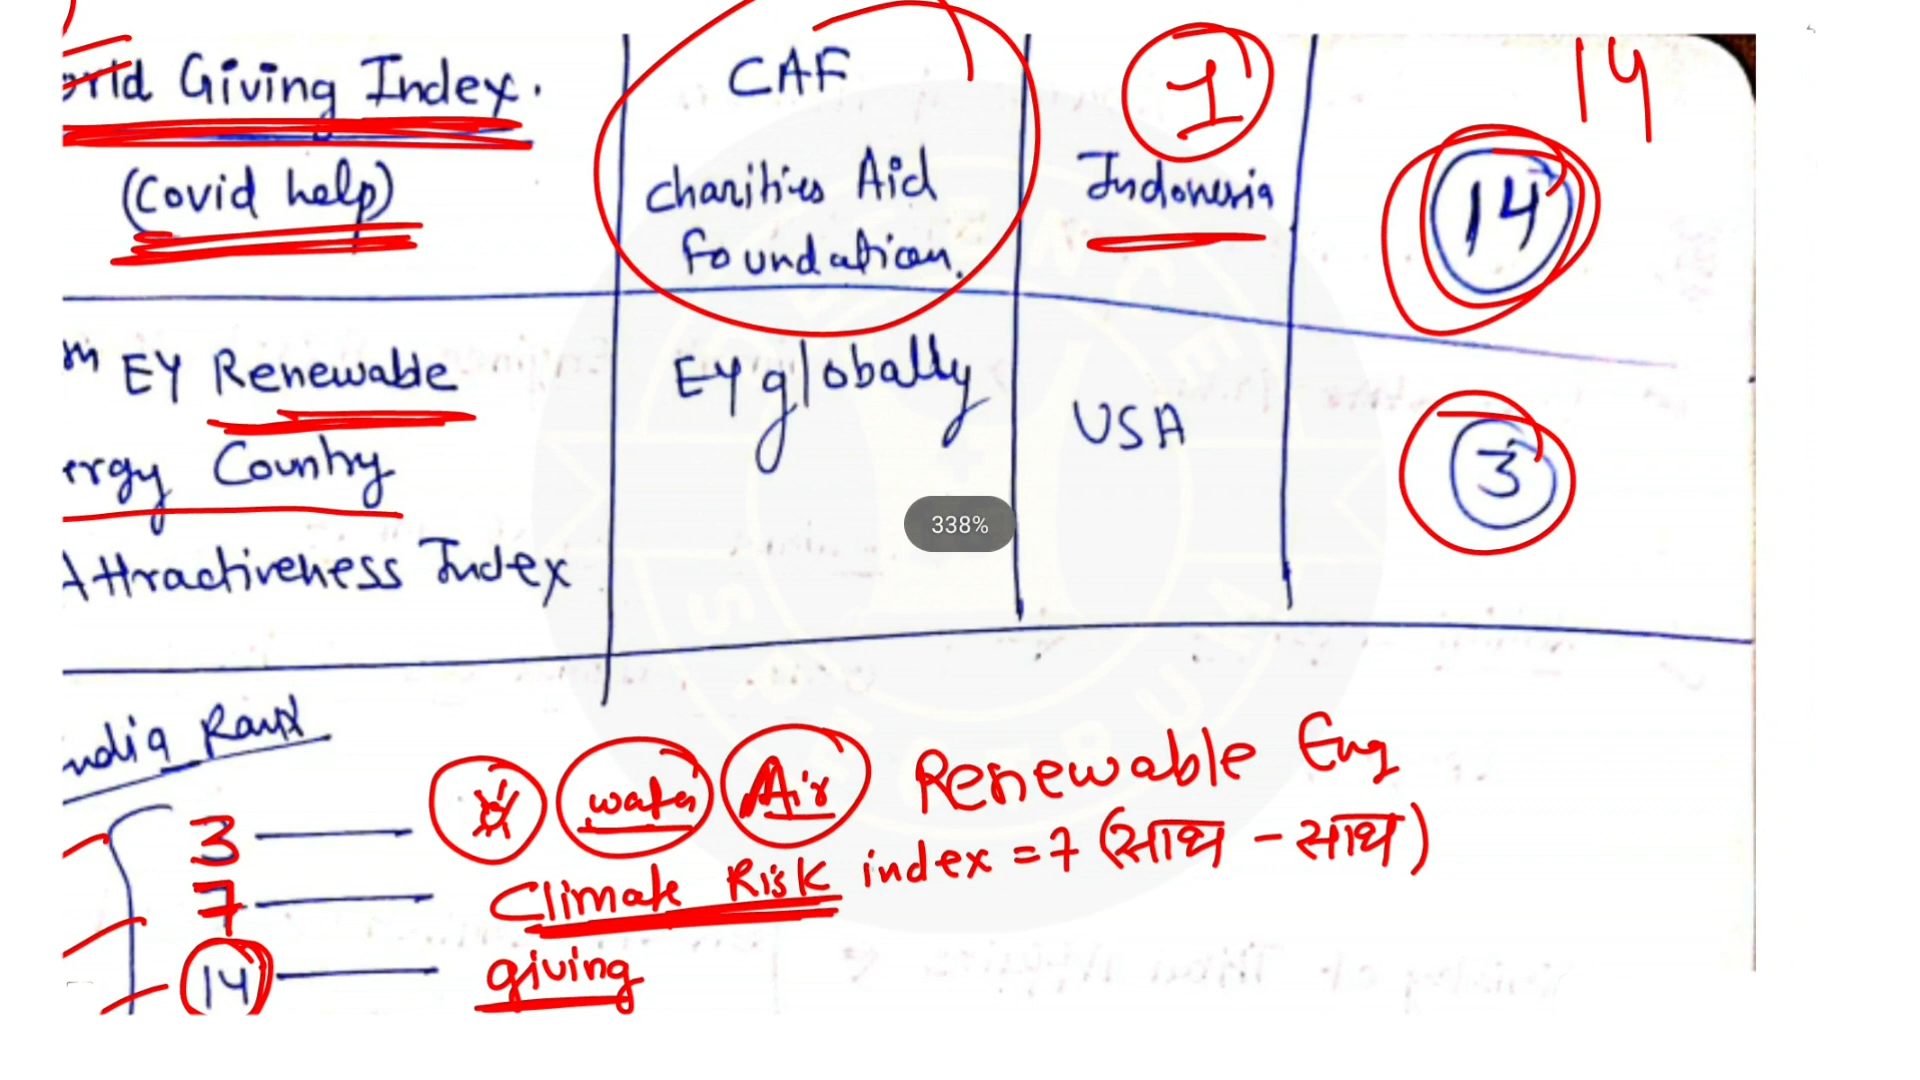 orld Giving Index.
(Covid help)
CAF
Charities Aid
foundation.
1
Indonesia
14
14
m EY Renewable
ergy Country
Attractiveness Index
EY globally
USA
3
338%
ndia Rank
3 — water Air Renewable Eng
7 — Climate Risk index = 7 (साथ - साथ)
14 — giving